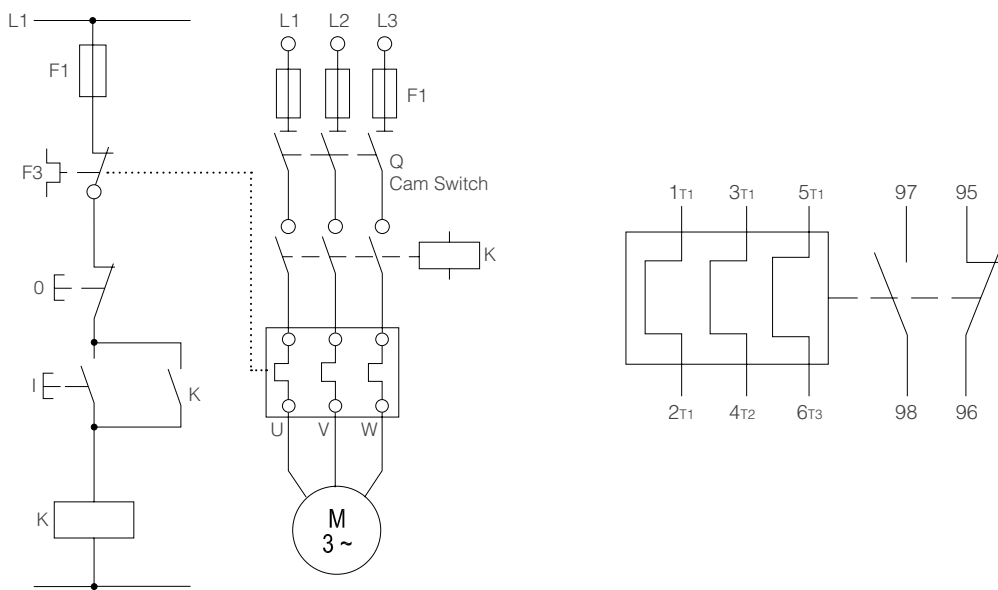 L1
F1
F3
0
I
K
K
L1 L2 L3
F1
Q
Cam Switch
K
U V W
M
3 ~
1T1 3T1 5T1 97 95
2T1 4T2 6T3 98 96